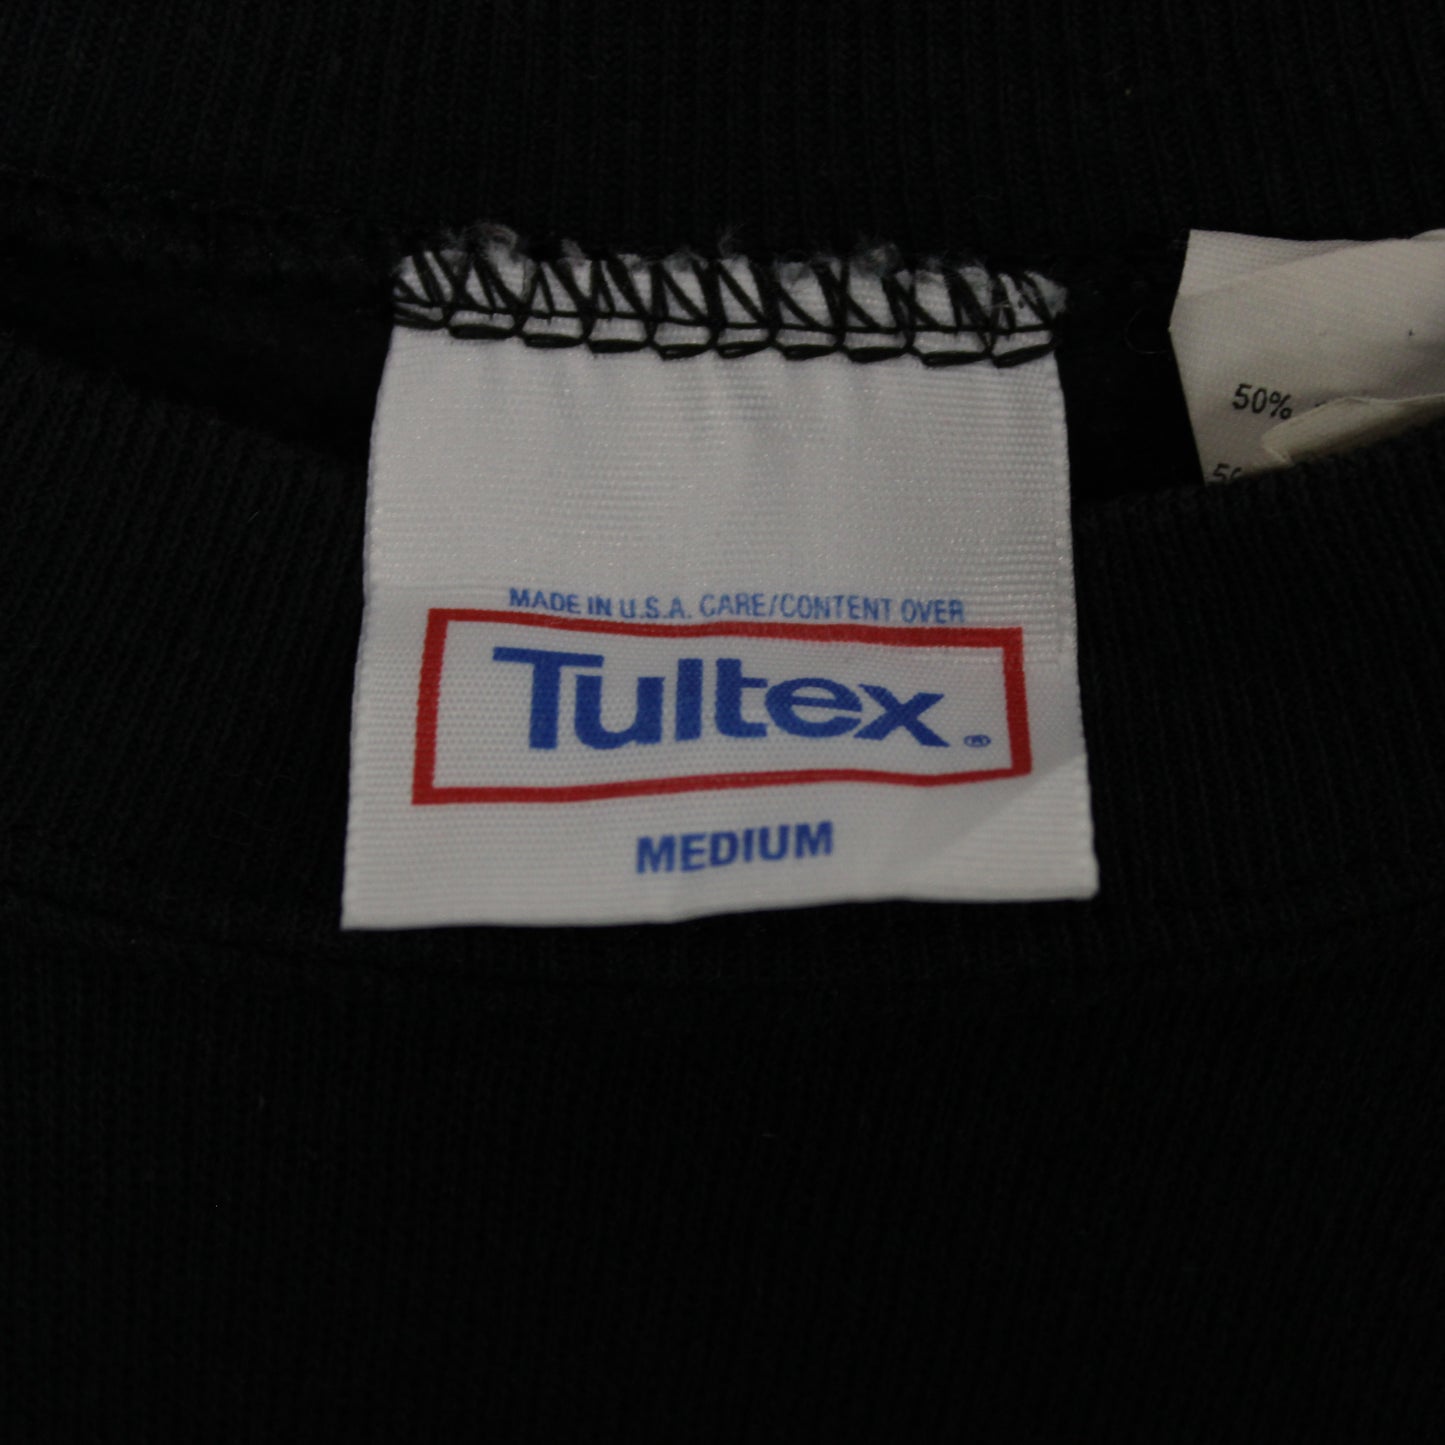 50%
MADE IN U.S.A. CARE/CONTENT OVER
Tultex®
MEDIUM